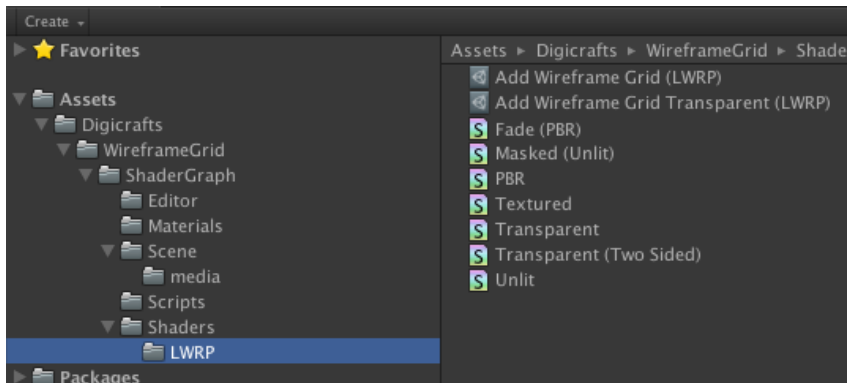 Create
Favorites
Assets
Digicrafts
WireframeGrid
ShaderGraph
Editor
Materials
Scene
media
Scripts
Shaders
LWRP
Packages
Assets ▸ Digicrafts ▸ WireframeGrid ▸ Shade
Add Wireframe Grid (LWRP)
Add Wireframe Grid Transparent (LWRP)
Fade (PBR)
Masked (Unlit)
PBR
Textured
Transparent
Transparent (Two Sided)
Unlit